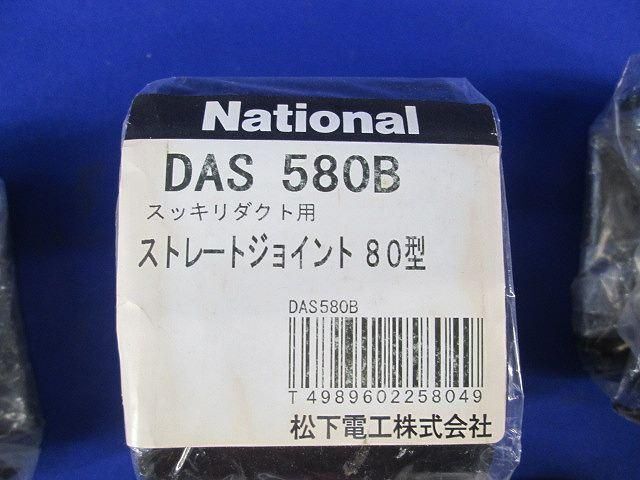 National
DAS 580B
スッキリダクト用
ストレートジョイント 80型
DAS580B
T 4989602258049
松下電工株式会社